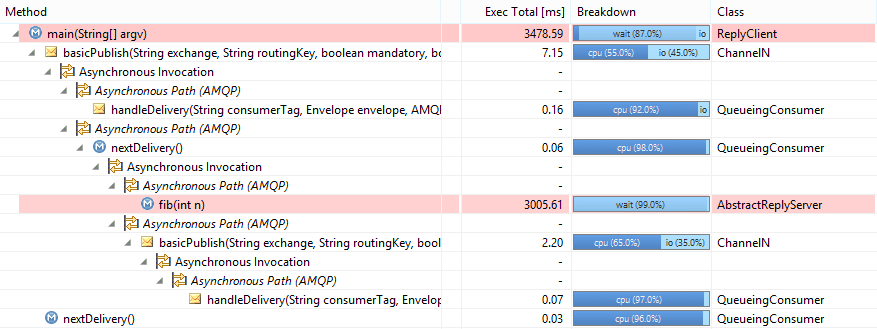 Method Exec Total [ms] Breakdown Class
main(String[] argv) 3478.59 wait (87.0%) io ReplyClient
basicPublish(String exchange, String routingKey, boolean mandatory, bo 7.15 cpu (55.0%) io (45.0%) ChannelN
Asynchronous Invocation -
Asynchronous Path (AMQP) -
handleDelivery(String consumerTag, Envelope envelope, AMQ 0.16 cpu (92.0%) io QueueingConsumer
Asynchronous Path (AMQP) -
nextDelivery() 0.06 cpu (98.0%) QueueingConsumer
Asynchronous Invocation -
Asynchronous Path (AMQP) -
fib(int n) 3005.61 wait (99.0%) AbstractReplyServer
Asynchronous Path (AMQP) -
basicPublish(String exchange, String routingKey, bool 2.20 cpu (65.0%) io (35.0%) ChannelN
Asynchronous Invocation -
Asynchronous Path (AMQP) -
handleDelivery(String consumerTag, Envelop 0.07 cpu (97.0%) QueueingConsumer
nextDelivery() 0.03 cpu (96.0%) QueueingConsumer